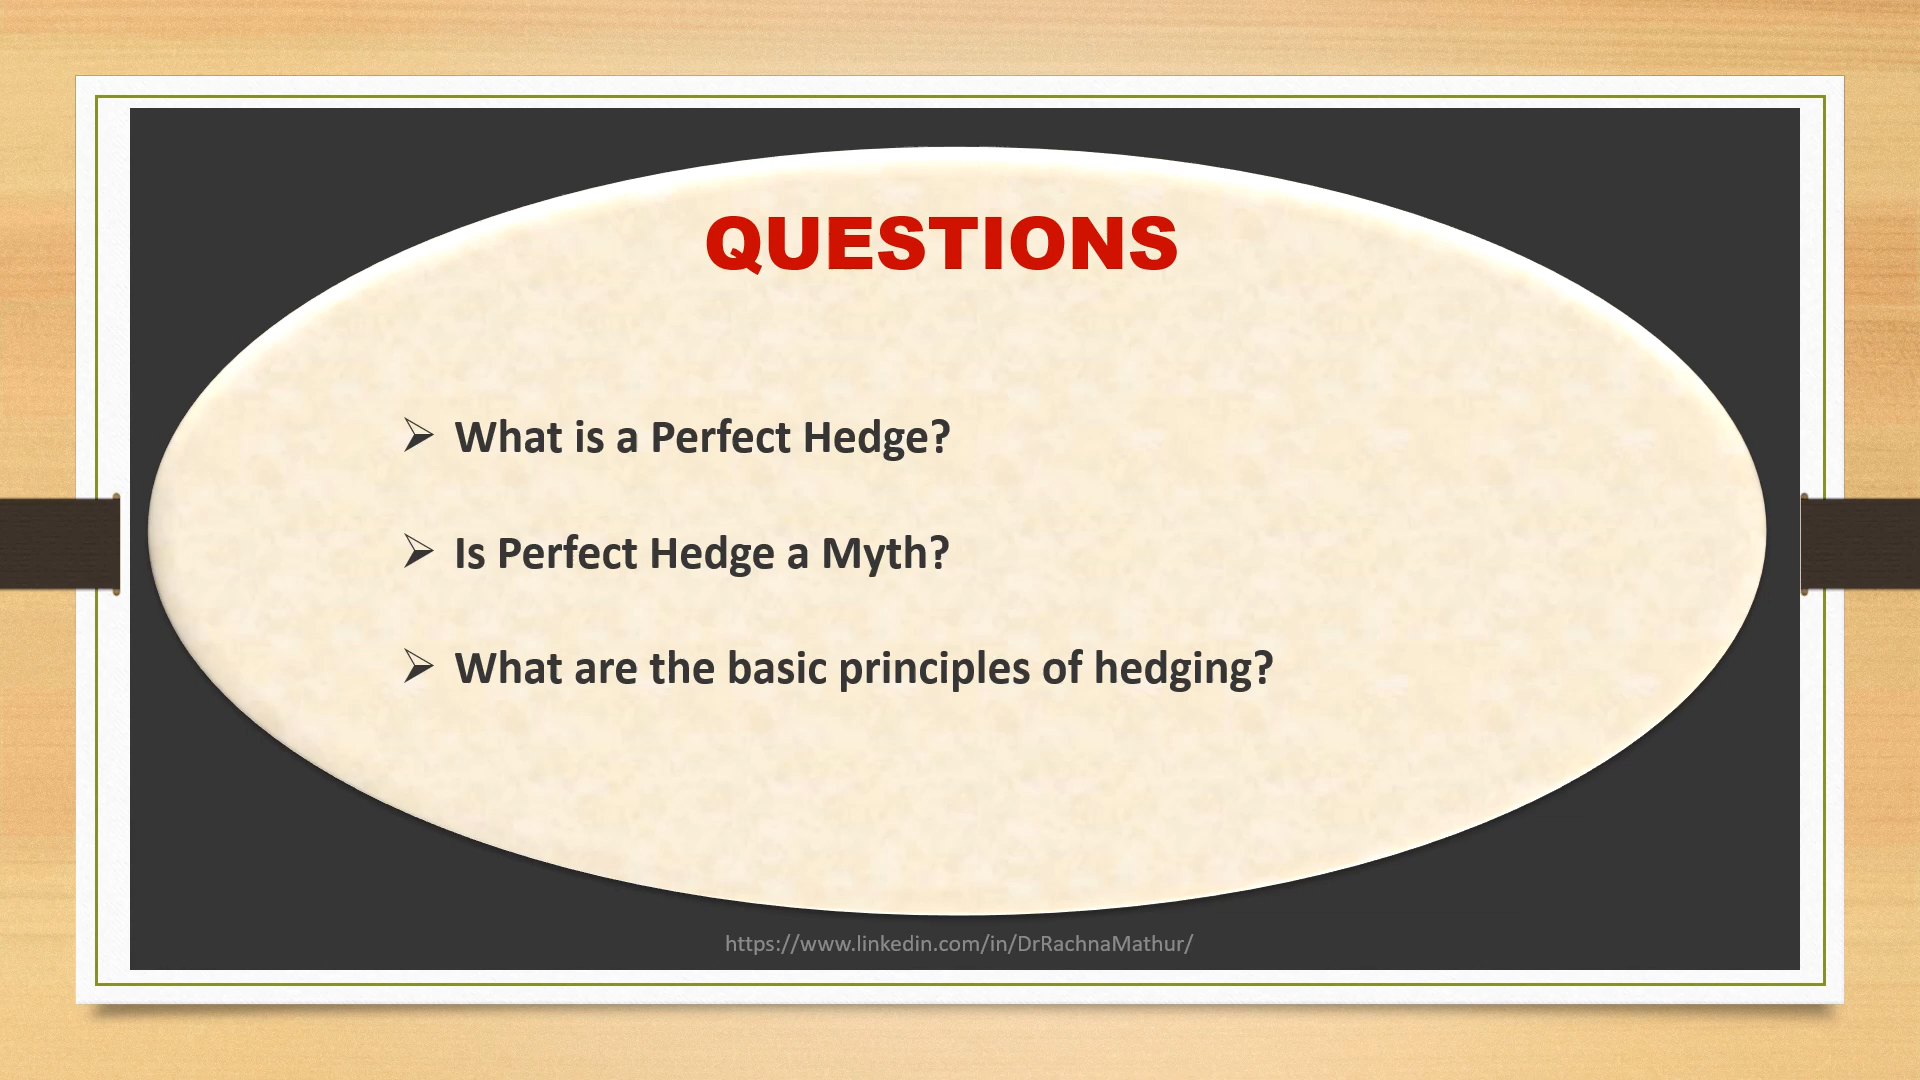 QUESTIONS
➢ What is a Perfect Hedge?
➢ Is Perfect Hedge a Myth?
➢ What are the basic principles of hedging?
https://www.linkedin.com/in/DrRachnaMathur/